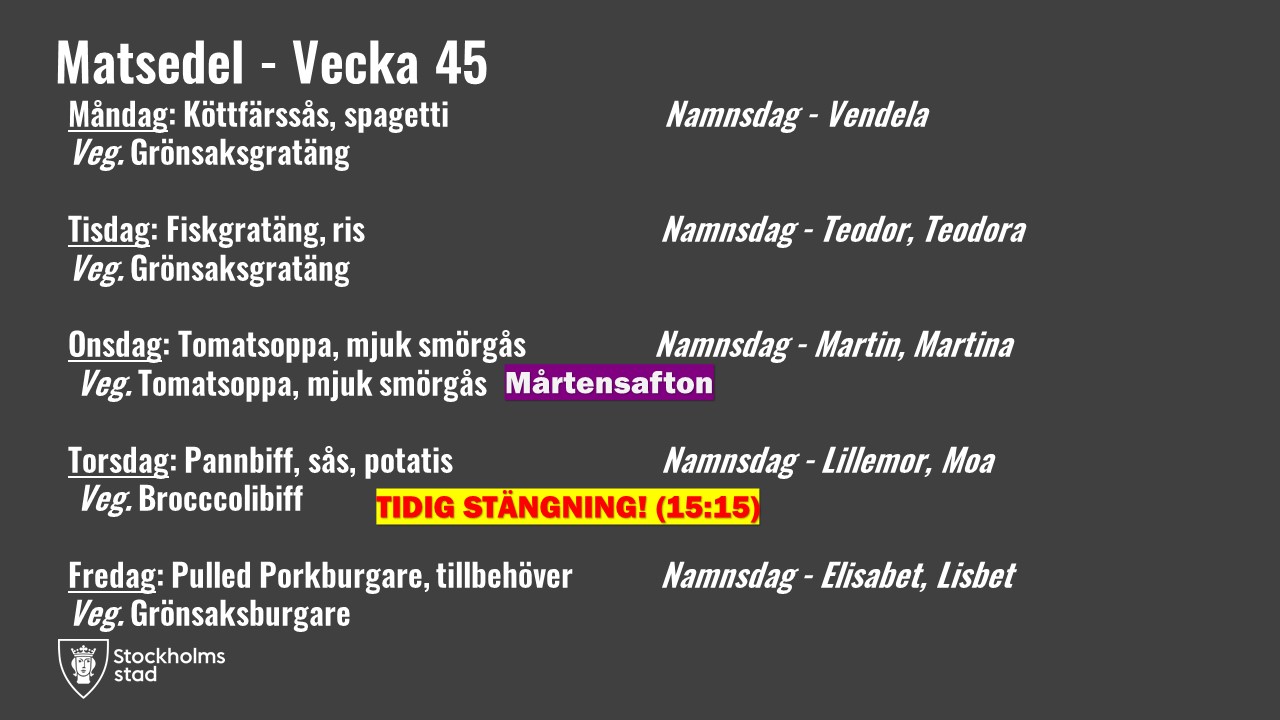 Matsedel - Vecka 45
Måndag: Köttfärssås, spagetti Namnsdag - Vendela
Veg. Grönsaksgratäng
Tisdag: Fiskgratäng, ris Namnsdag - Teodor, Teodora
Veg. Grönsaksgratäng
Onsdag: Tomatsoppa, mjuk smörgås Namnsdag - Martin, Martina
Veg. Tomatsoppa, mjuk smörgås Mårtensafton
Torsdag: Pannbiff, sås, potatis Namnsdag - Lillemor, Moa
Veg. Brocccolibiff TIDIG STÄNGNING! (15:15)
Fredag: Pulled Porkburgare, tillbehöver Namnsdag - Elisabet, Lisbet
Veg. Grönsaksburgare
Stockholms
stad